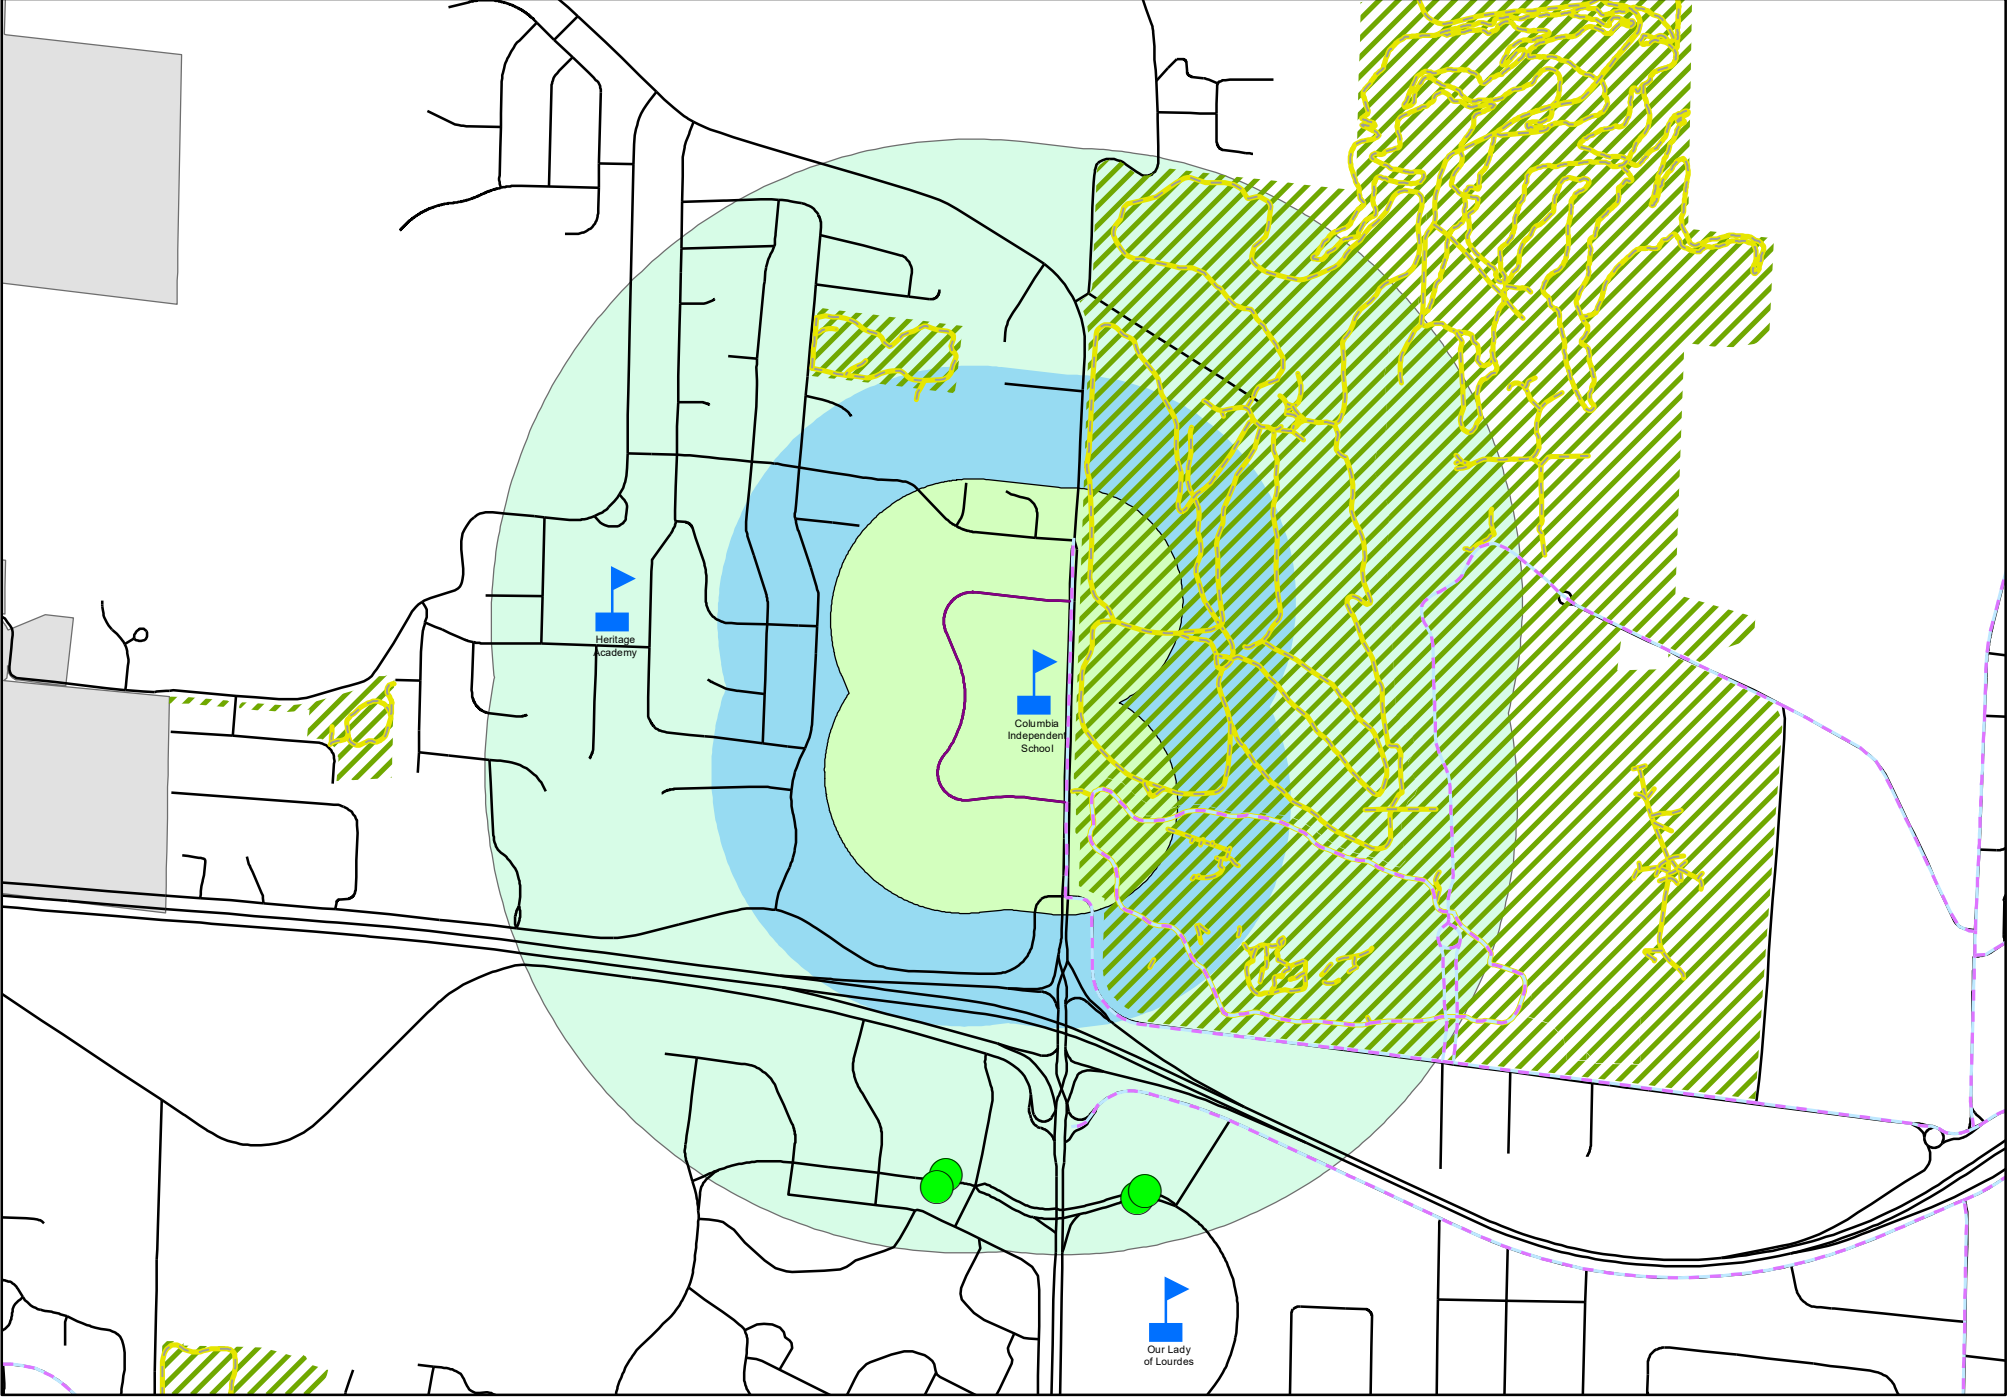 Heritage
Academy
Columbia
Independent
School
Our Lady
of Lourdes